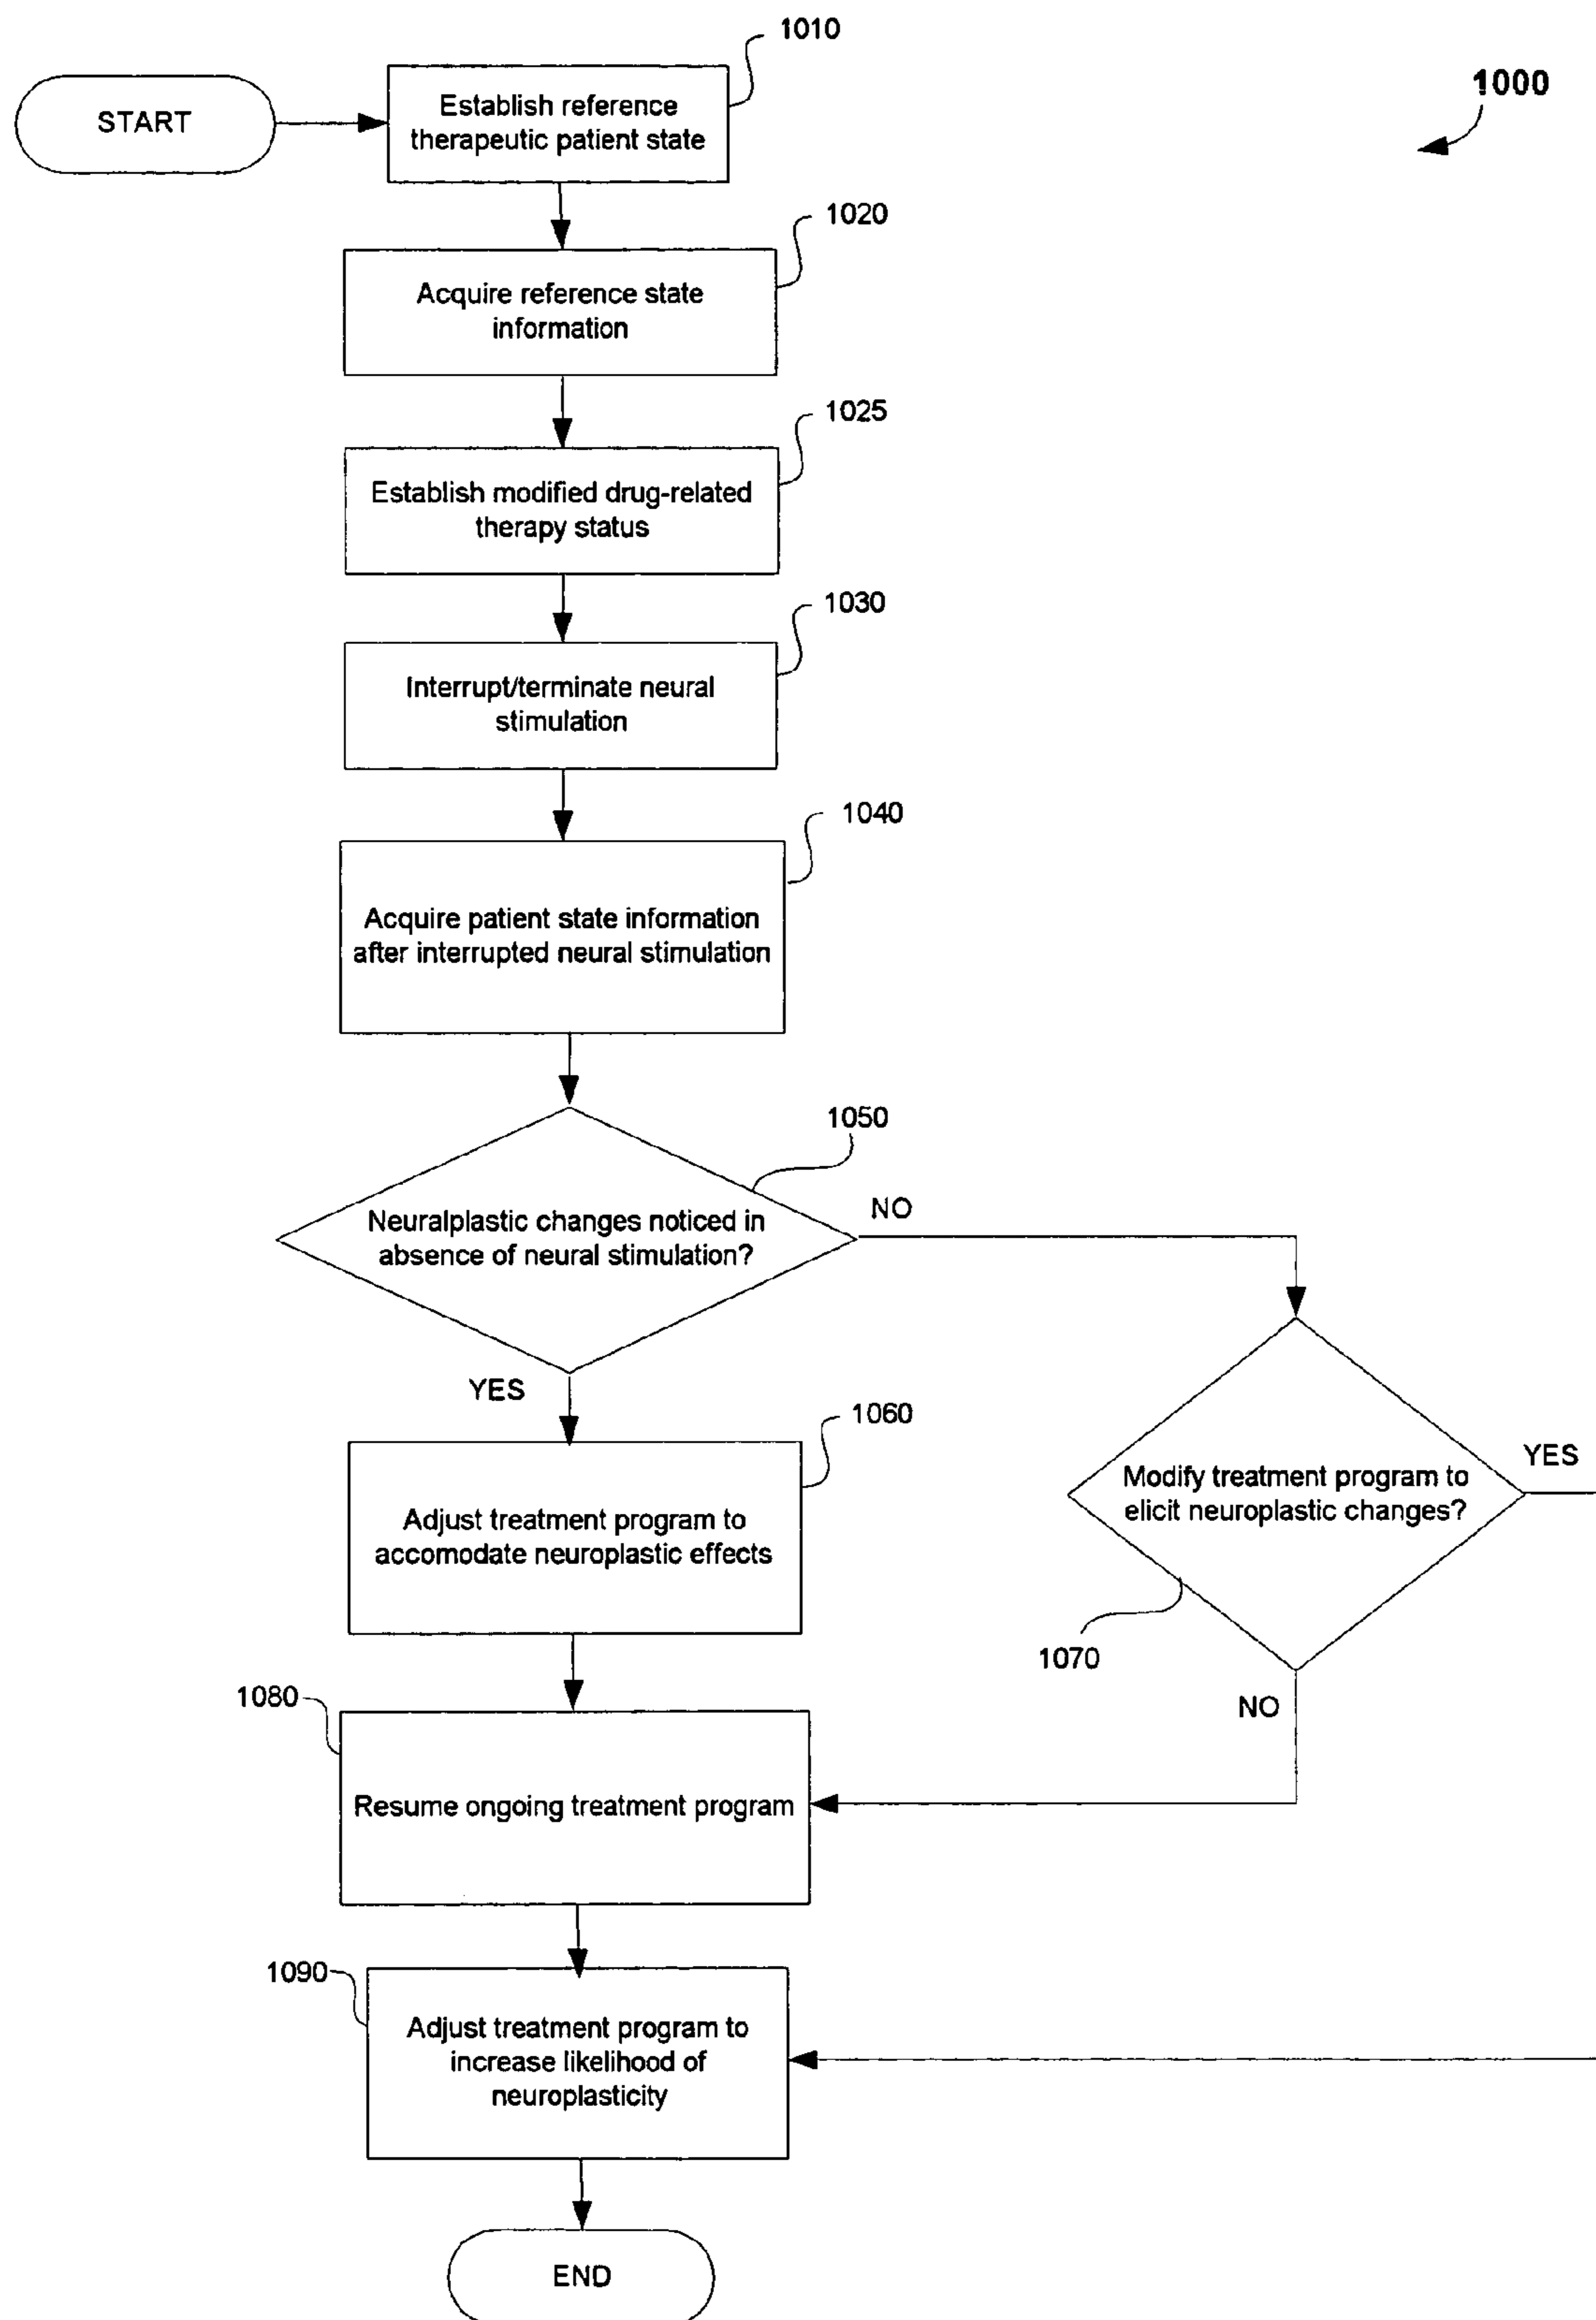 1010
1000
START
Establish reference
therapeutic patient state
1020
Acquire reference state
information
1025
Establish modified drug-related
therapy status
1030
Interrupt/terminate neural
stimulation
1040
Acquire patient state information
after interrupted neural stimulation
1050
NO
Neuralplastic changes noticed in
absence of neural stimulation?
YES
1060
YES
Modify treatment program to
elicit neuroplastic changes?
Adjust treatment program to
accomodate neuroplastic effects
1070
1080
NO
Resume ongoing treatment program
1090
Adjust treatment program to
increase likelihood of
neuroplasticity
END